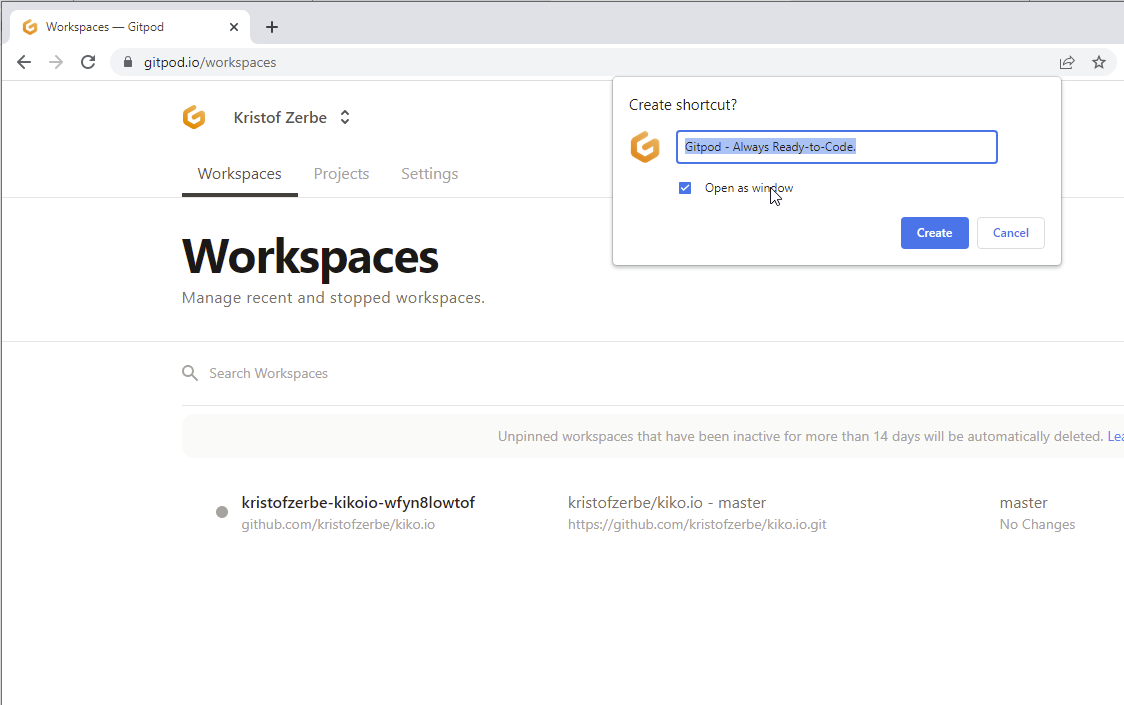 Workspaces — Gitpod
gitpod.io/workspaces
Create shortcut?
Gitpod - Always Ready-to-Code.
Open as window
Create Cancel
Kristof Zerbe
Workspaces Projects Settings
Workspaces
Manage recent and stopped workspaces.
Search Workspaces
Unpinned workspaces that have been inactive for more than 14 days will be automatically deleted. Lea
kristofzerbe-kikoio-wfyn8lowtof kristofzerbe/kiko.io - master master
github.com/kristofzerbe/kiko.io https://github.com/kristofzerbe/kiko.io.git No Changes